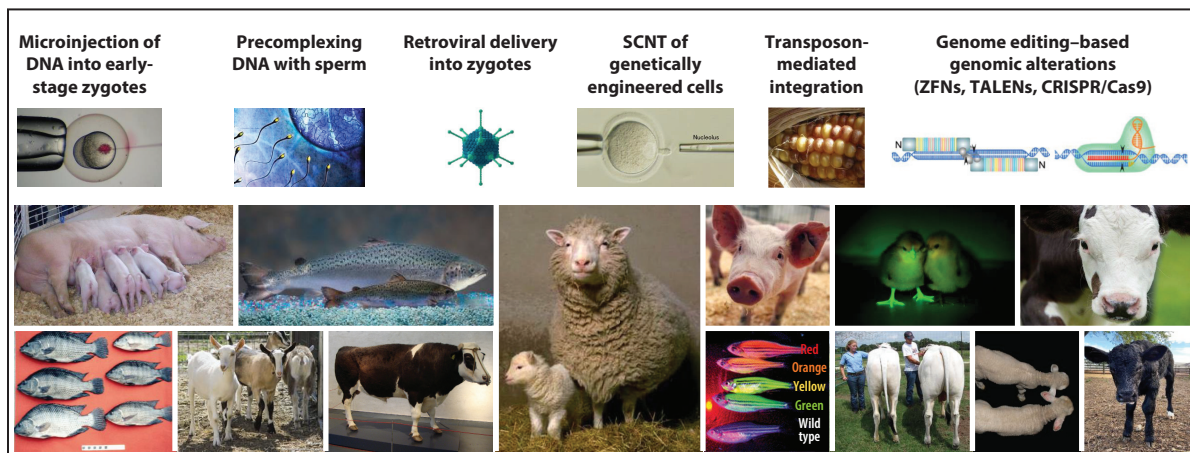 Microinjection of
DNA into early-
stage zygotes
Precomplexing
DNA with sperm
Retroviral delivery
into zygotes
SCNT of
genetically
engineered cells
Transposon-
mediated
integration
Genome editing–based
genomic alterations
(ZFNs, TALENs, CRISPR/Cas9)
Nucleolus
N
N
Red
Orange
Yellow
Green
Wild
type